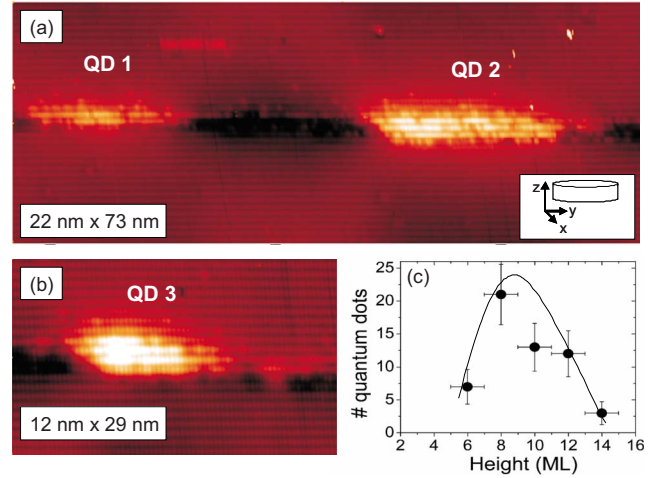 (a)
QD 1
QD 2
22 nm x 73 nm
z
y
x
(b)
QD 3
12 nm x 29 nm
(c)
# quantum dots
25
20
15
10
5
0
2 4 6 8 10 12 14 16
Height (ML)